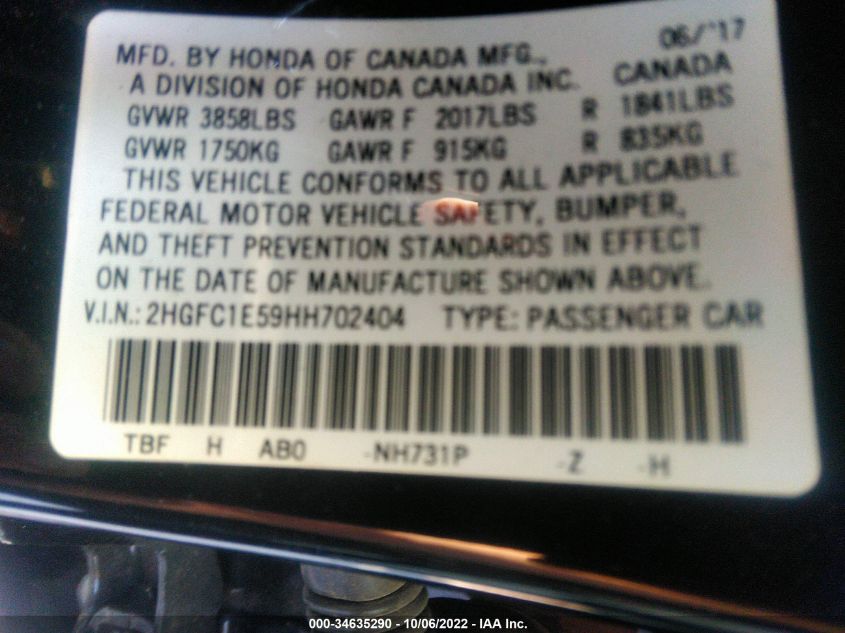 06/'17
MFD. BY HONDA OF CANADA MFG.,
A DIVISION OF HONDA CANADA INC. CANADA
GVWR 3858LBS GAWR F 2017LBS R 1841LBS
GVWR 1750KG GAWR F 915KG R 835KG
THIS VEHICLE CONFORMS TO ALL APPLICABLE
FEDERAL MOTOR VEHICLE SAFETY, BUMPER,
AND THEFT PREVENTION STANDARDS IN EFFECT
ON THE DATE OF MANUFACTURE SHOWN ABOVE.
V.I.N.: 2HGFC1E59HH702404 TYPE: PASSENGER CAR
TBF H AB0 -NH731P -Z -H
000-34635290 - 10/06/2022 - IAA Inc.